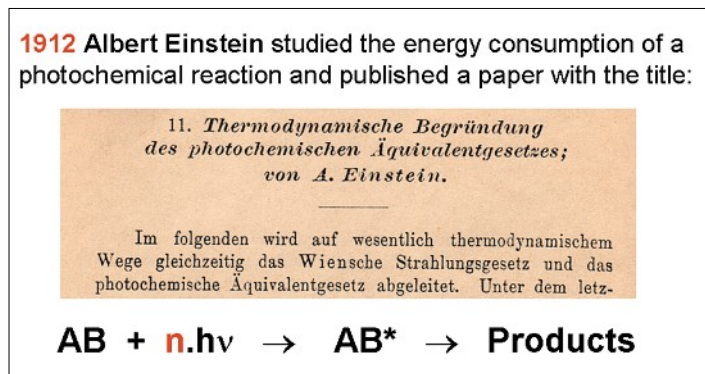 1912 Albert Einstein studied the energy consumption of a
photochemical reaction and published a paper with the title:
11. Thermodynamische Begründung
des photochemischen Äquivalentgesetzes;
von A. Einstein.
Im folgenden wird auf wesentlich thermodynamischem
Wege gleichzeitig das Wiensche Strahlungsgesetz und das
photochemische Äquivalentgesetz abgeleitet. Unter dem letz-
AB + n.hν → AB* → Products